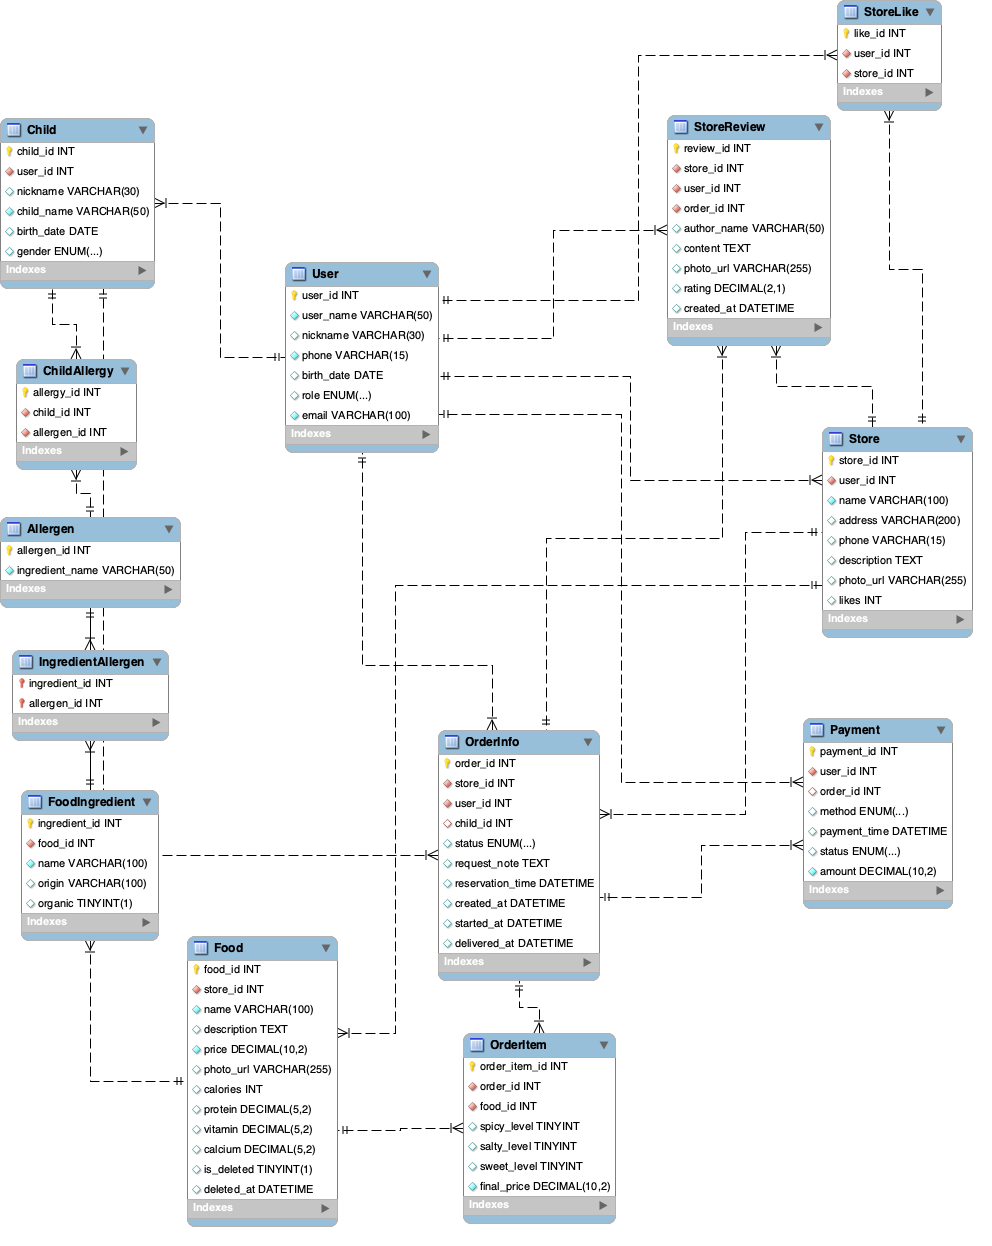 StoreLike
like_id INT
user_id INT
store_id INT
Indexes
Child
child_id INT
user_id INT
nickname VARCHAR(30)
child_name VARCHAR(50)
birth_date DATE
gender ENUM(...)
Indexes
StoreReview
review_id INT
store_id INT
user_id INT
order_id INT
author_name VARCHAR(50)
content TEXT
photo_url VARCHAR(255)
rating DECIMAL(2,1)
created_at DATETIME
Indexes
User
user_id INT
user_name VARCHAR(50)
nickname VARCHAR(30)
phone VARCHAR(15)
birth_date DATE
role ENUM(...)
email VARCHAR(100)
Indexes
ChildAllergy
allergy_id INT
child_id INT
allergen_id INT
Indexes
Store
store_id INT
user_id INT
name VARCHAR(100)
address VARCHAR(200)
phone VARCHAR(15)
description TEXT
photo_url VARCHAR(255)
likes INT
Indexes
Allergen
allergen_id INT
ingredient_name VARCHAR(50)
Indexes
IngredientAllergen
ingredient_id INT
allergen_id INT
Indexes
OrderInfo
order_id INT
store_id INT
user_id INT
child_id INT
status ENUM(...)
request_note TEXT
reservation_time DATETIME
created_at DATETIME
started_at DATETIME
delivered_at DATETIME
Indexes
Payment
payment_id INT
user_id INT
order_id INT
method ENUM(...)
payment_time DATETIME
status ENUM(...)
amount DECIMAL(10,2)
Indexes
FoodIngredient
ingredient_id INT
food_id INT
name VARCHAR(100)
origin VARCHAR(100)
organic TINYINT(1)
Indexes
Food
food_id INT
store_id INT
name VARCHAR(100)
description TEXT
price DECIMAL(10,2)
photo_url VARCHAR(255)
calories INT
protein DECIMAL(5,2)
vitamin DECIMAL(5,2)
calcium DECIMAL(5,2)
is_deleted TINYINT(1)
deleted_at DATETIME
Indexes
OrderItem
order_item_id INT
order_id INT
food_id INT
spicy_level TINYINT
salty_level TINYINT
sweet_level TINYINT
final_price DECIMAL(10,2)
Indexes